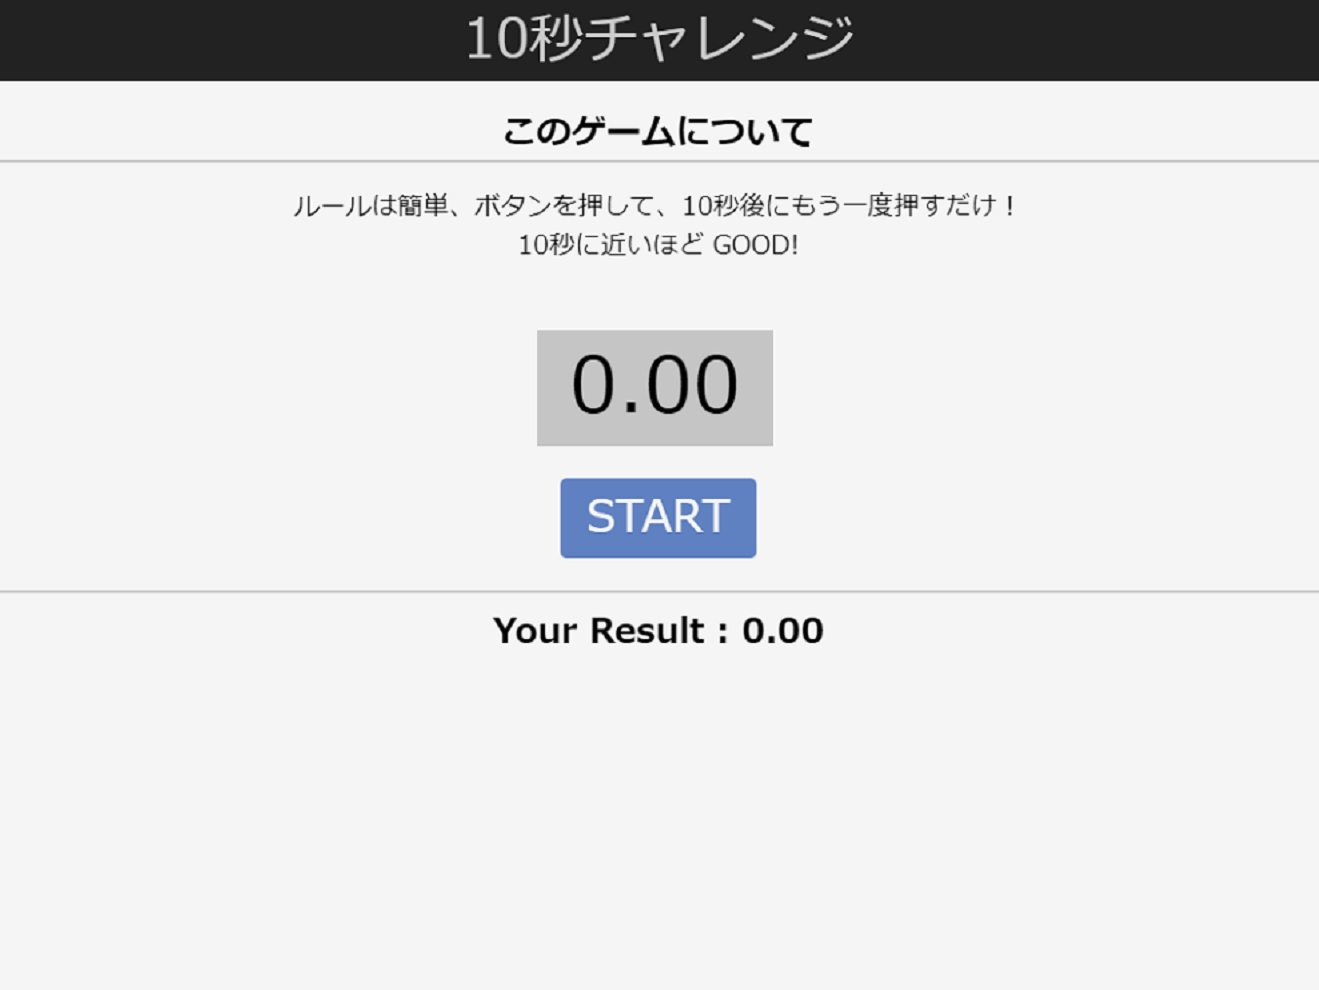 10秒チャレンジ
このゲームについて
ルールは簡単、ボタンを押して、10秒後にもう一度押すだけ！
10秒に近いほど GOOD!
0.00
START
Your Result : 0.00